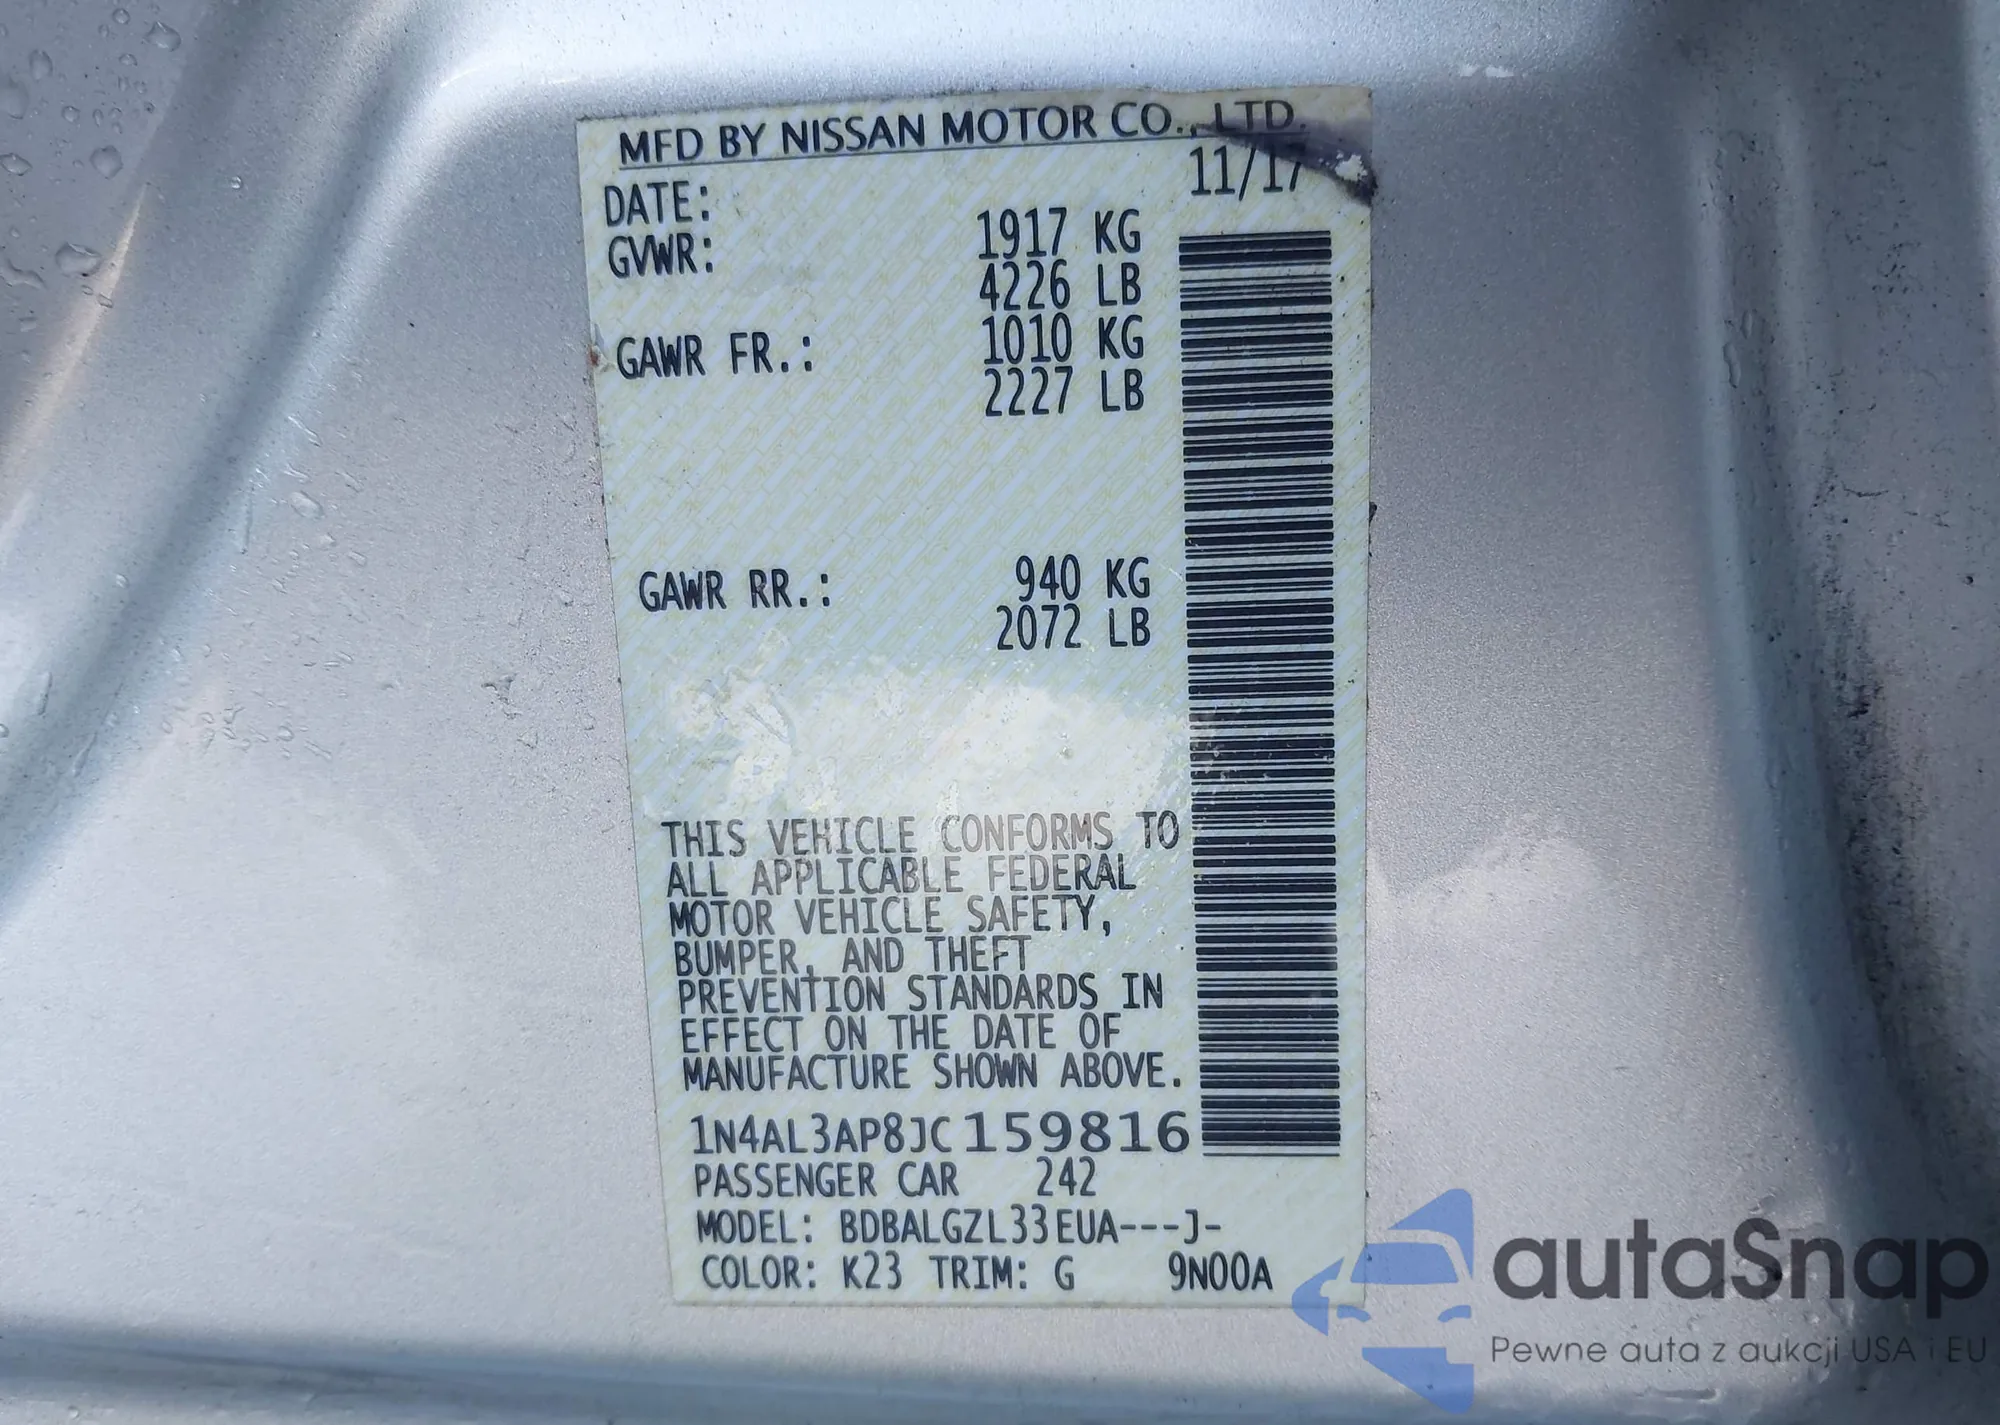 MFD BY NISSAN MOTOR CO., LTD.
DATE: 11/17
GVWR: 1917 KG
4226 LB
GAWR FR.: 1010 KG
2227 LB
GAWR RR.: 940 KG
2072 LB
THIS VEHICLE CONFORMS TO
ALL APPLICABLE FEDERAL
MOTOR VEHICLE SAFETY,
BUMPER, AND THEFT
PREVENTION STANDARDS IN
EFFECT ON THE DATE OF
MANUFACTURE SHOWN ABOVE.
1N4AL3AP8JC159816
PASSENGER CAR 242
MODEL: BDBALGZL33EUA---J-
COLOR: K23 TRIM: G 9N00A
autaSnap
Pewne auta z aukcji USA i EU